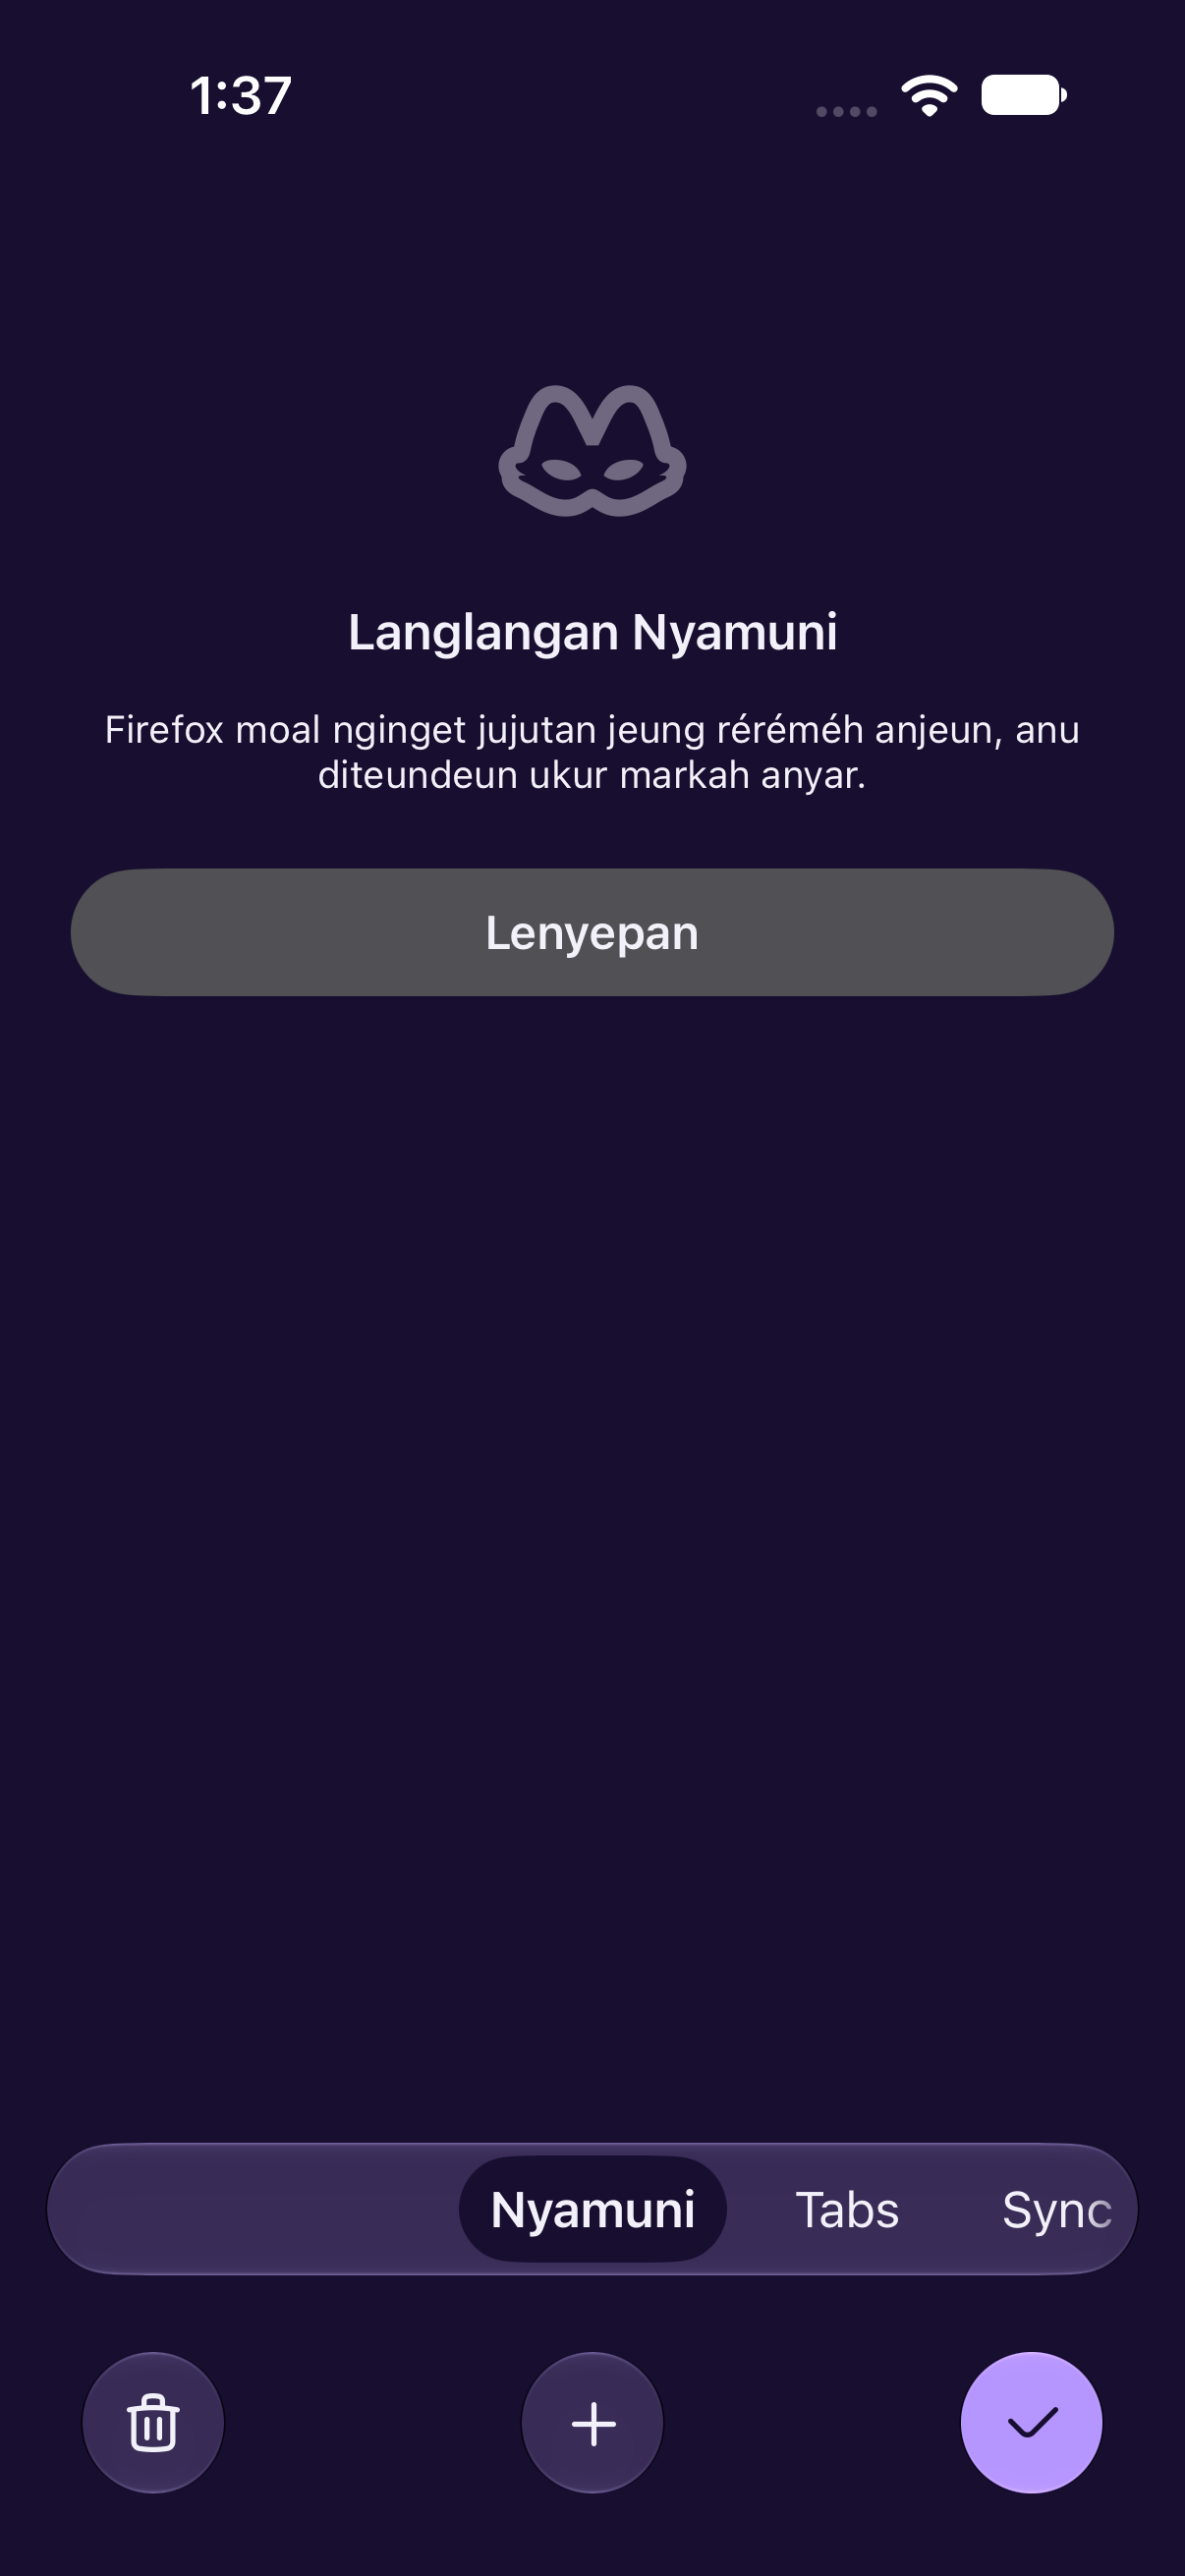 1:37
Langlangan Nyamuni
Firefox moal nginget jujutan jeung réréméh anjeun, anu
diteundeun ukur markah anyar.
Lenyepan
Nyamuni
Tabs
Sync